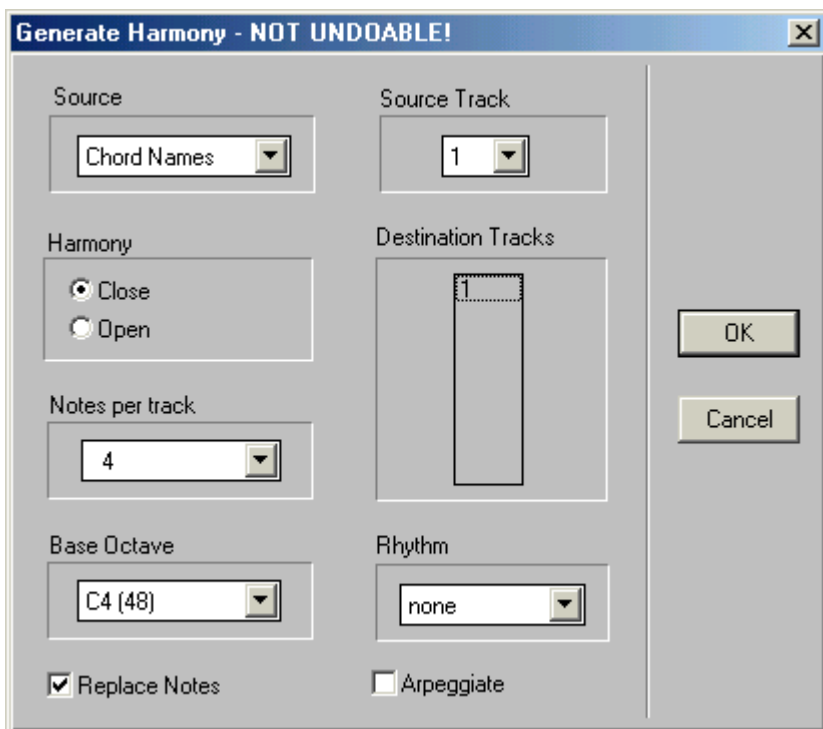 Generate Harmony - NOT UNDOABLE!
Source
Chord Names
Source Track
1
Harmony
Close
Open
Destination Tracks
1
Notes per track
4
Base Octave
C4 (48)
Rhythm
none
Replace Notes
Arpeggiate
OK
Cancel